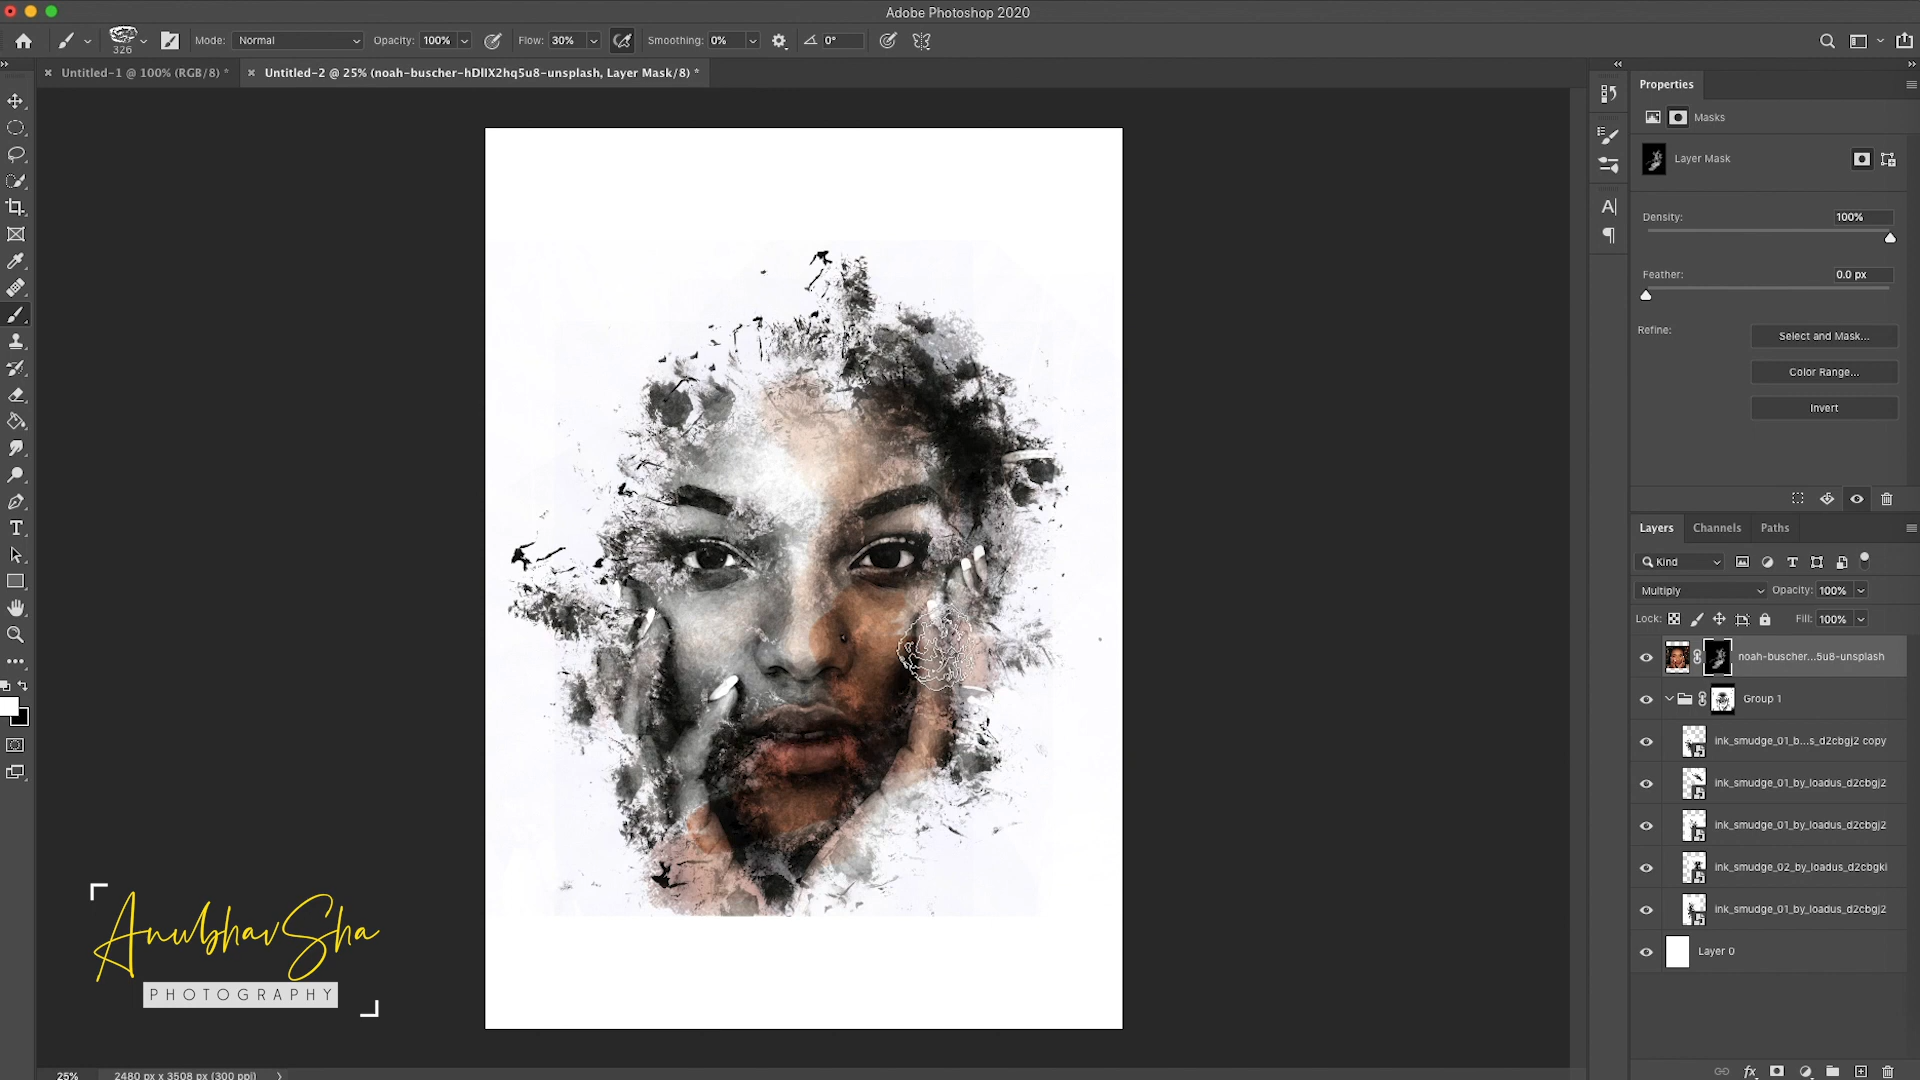 Adobe Photoshop 2020
326
Mode: Normal
Opacity: 100%
Flow: 30%
Smoothing: 0%
0°
Untitled-1 @ 100% (RGB/8) *
Untitled-2 @ 25% (noah-buscher-hDIIX2hq5u8-unsplash, Layer Mask/8) *
Properties
Masks
Layer Mask
Density: 100%
Feather: 0.0 px
Refine:
Select and Mask...
Color Range...
Invert
Layers Channels Paths
Kind
Multiply
Opacity: 100%
Lock:
Fill: 100%
noah-buscher...5u8-unsplash
Group 1
ink_smudge_01_b...s_d2cbgj2 copy
ink_smudge_01_by_loadus_d2cbgj2
ink_smudge_01_by_loadus_d2cbgj2
ink_smudge_02_by_loadus_d2cbgki
ink_smudge_01_by_loadus_d2cbgj2
Layer 0
AnubhavSha
PHOTOGRAPHY
25%
2480 px x 3508 px (300 ppi)